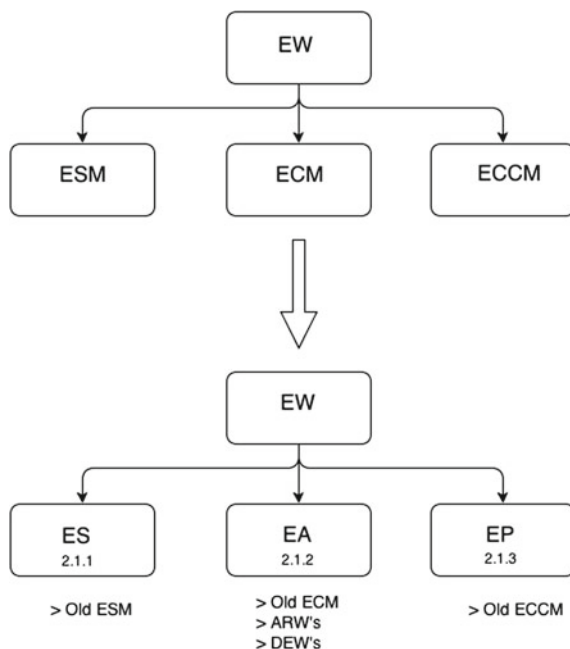 EW
ESM
ECM
ECCM
EW
ES
2.1.1
EA
2.1.2
EP
2.1.3
> Old ESM
> Old ECM
> ARW's
> DEW's
> Old ECCM